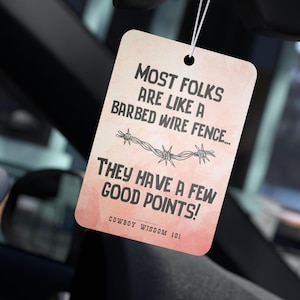 MOST FOLKS
ARE LIKE A
BARBED WIRE FENCE...
THEY HAVE A FEW
GOOD POINTS!
COWBOY WISDOM 101